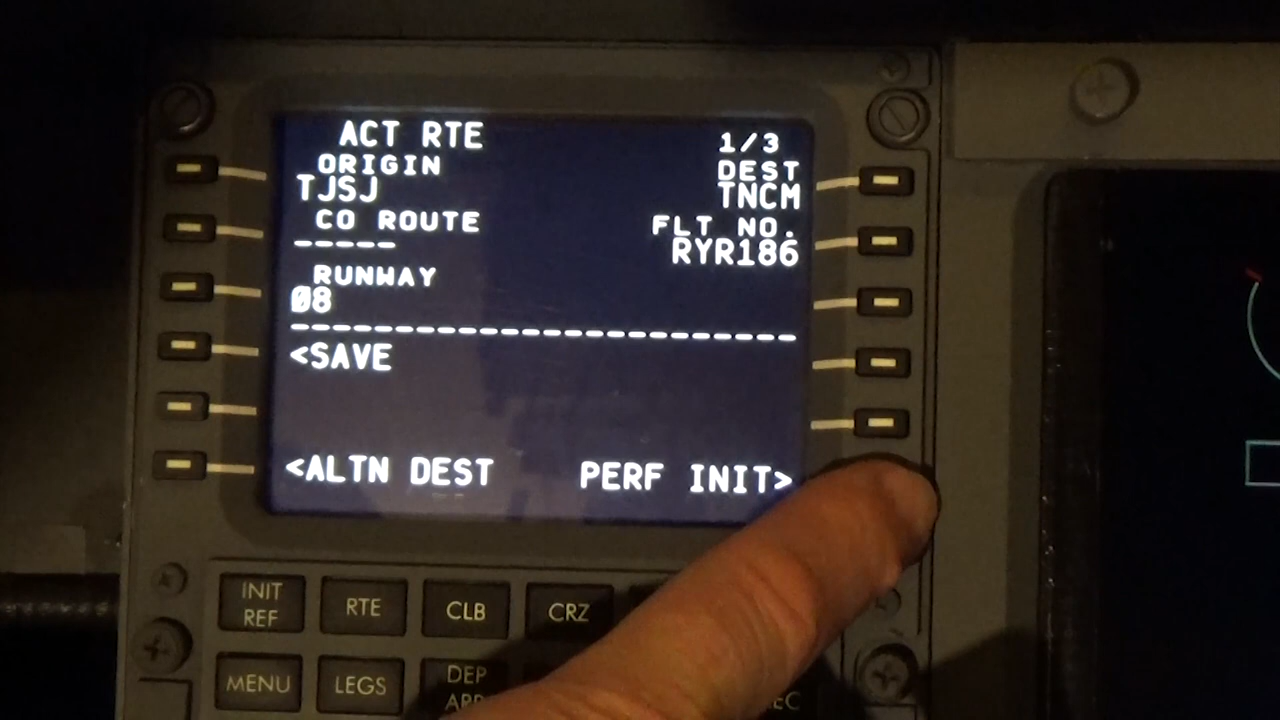 ACT RTE 1/3
ORIGIN DEST
TJSJ TNCM
CO ROUTE FLT NO.
----- RYR186
RUNWAY
08
------------------------
<SAVE
<ALTN DEST PERF INIT>
INIT REF RTE CLB CRZ
MENU LEGS DEP